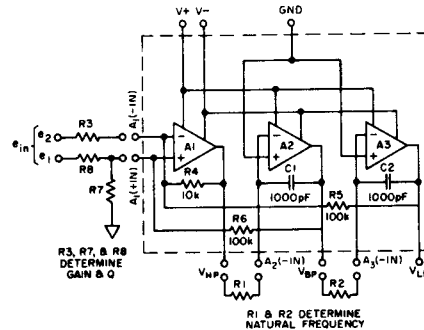 V+ V- GND
e2 R3 A1(-IN)
ein
e1 R8
R7 A1(+IN)
- A1 +
- A2 +
- A3 +
R4
10k
C1
1000pF
C2
1000pF
R5
100k
R6
100k
R3, R7, & R8
DETERMINE
GAIN & Q
VHP A2(-IN) VBP A3(-IN)
R1 R2
R1 & R2 DETERMINE
NATURAL FREQUENCY